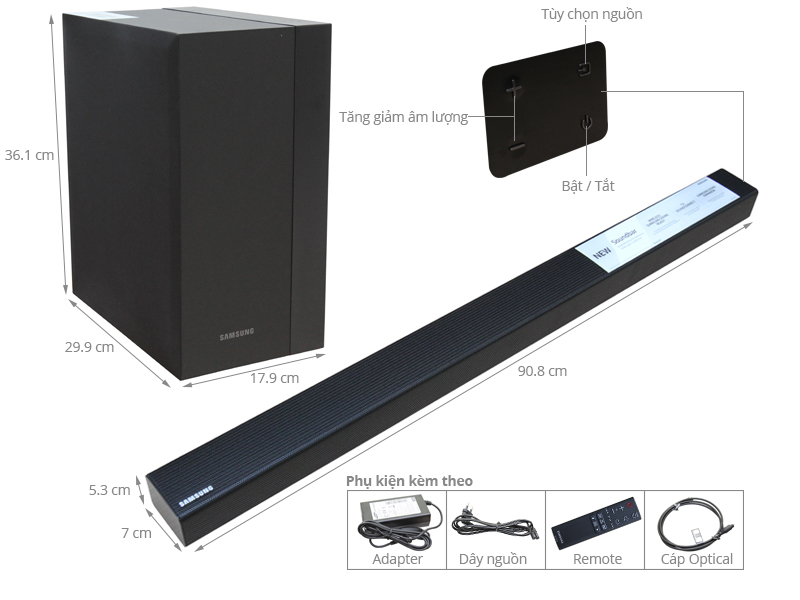 Tùy chọn nguồn
Tăng giảm âm lượng
Bật / Tắt
36.1 cm
SAMSUNG
29.9 cm
17.9 cm
NEW
Soundbar
90.8 cm
SAMSUNG
5.3 cm
7 cm
Phụ kiện kèm theo
Adapter
Dây nguồn
Remote
Cáp Optical